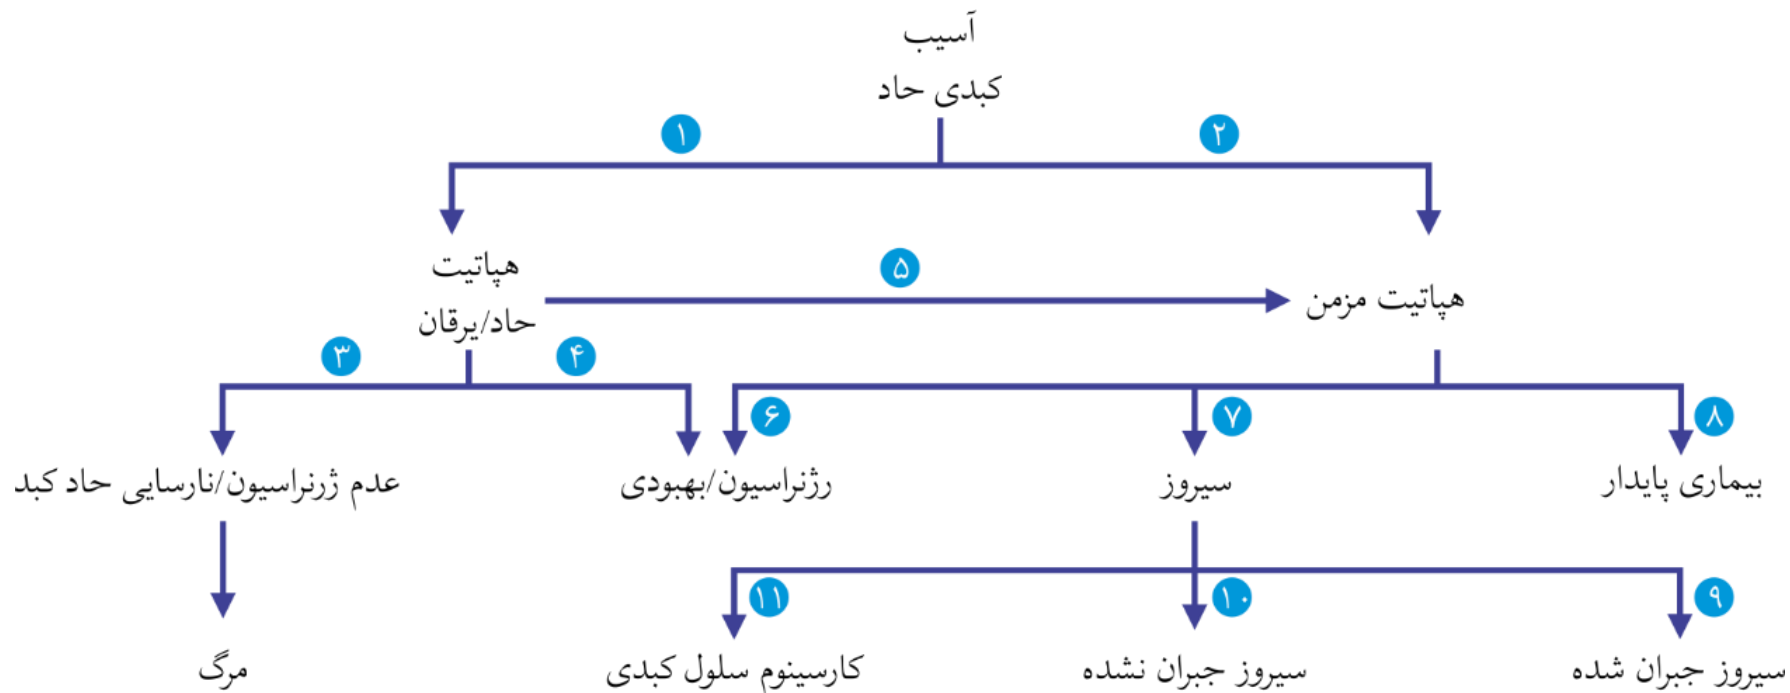 آسیب
کبدی حاد
۲
۱
هپاتیت
حاد/یرقان
۵
هپاتیت مزمن
۳
۴
۶
۷
۸
بیماری پایدار
سیروز
رژنراسیون/بهبودی
عدم ژرنراسیون/نارسایی حاد کبد
۹
۱۰
۱۱
سیروز جبران شده
سیروز جبران نشده
کارسینوم سلول کبدی
مرگ